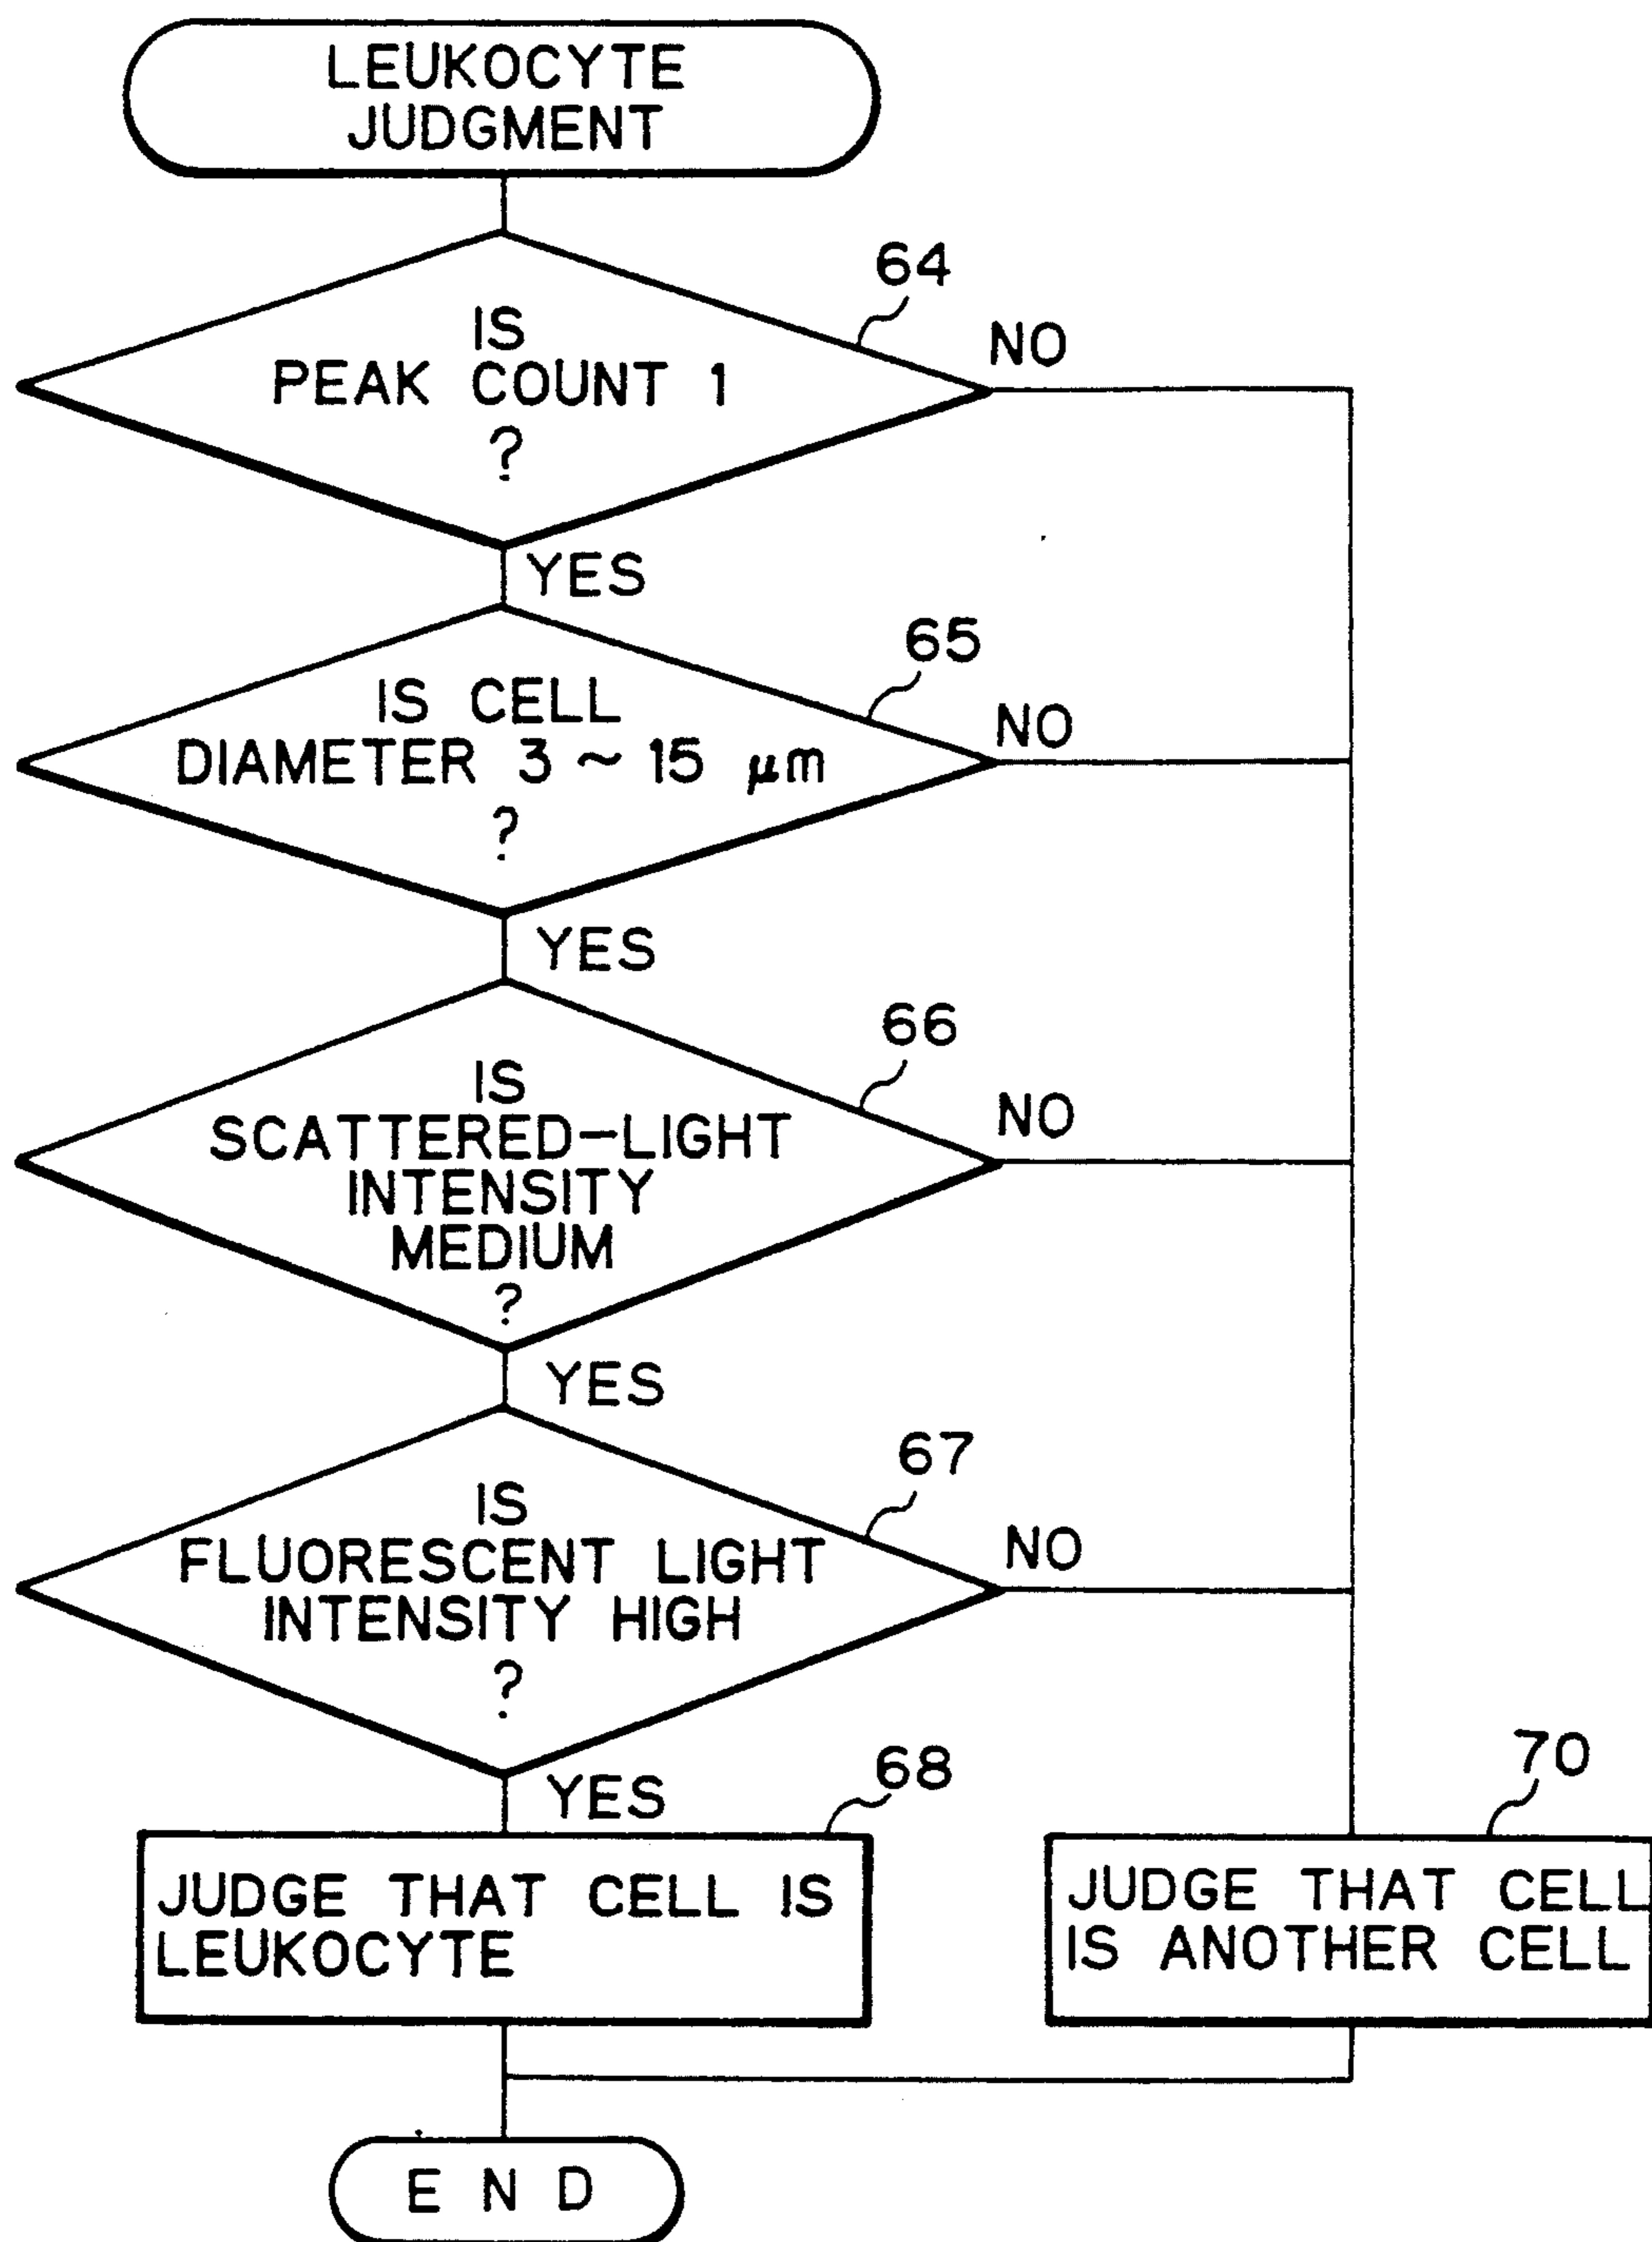 LEUKOCYTE
JUDGMENT
64
IS
PEAK COUNT 1
?
NO
YES
65
IS CELL
DIAMETER 3 ~ 15 μm
?
NO
YES
66
IS
SCATTERED-LIGHT
INTENSITY
MEDIUM
?
NO
YES
67
IS
FLUORESCENT LIGHT
INTENSITY HIGH
?
NO
YES
68
JUDGE THAT CELL IS
LEUKOCYTE
70
JUDGE THAT CELL
IS ANOTHER CELL
END